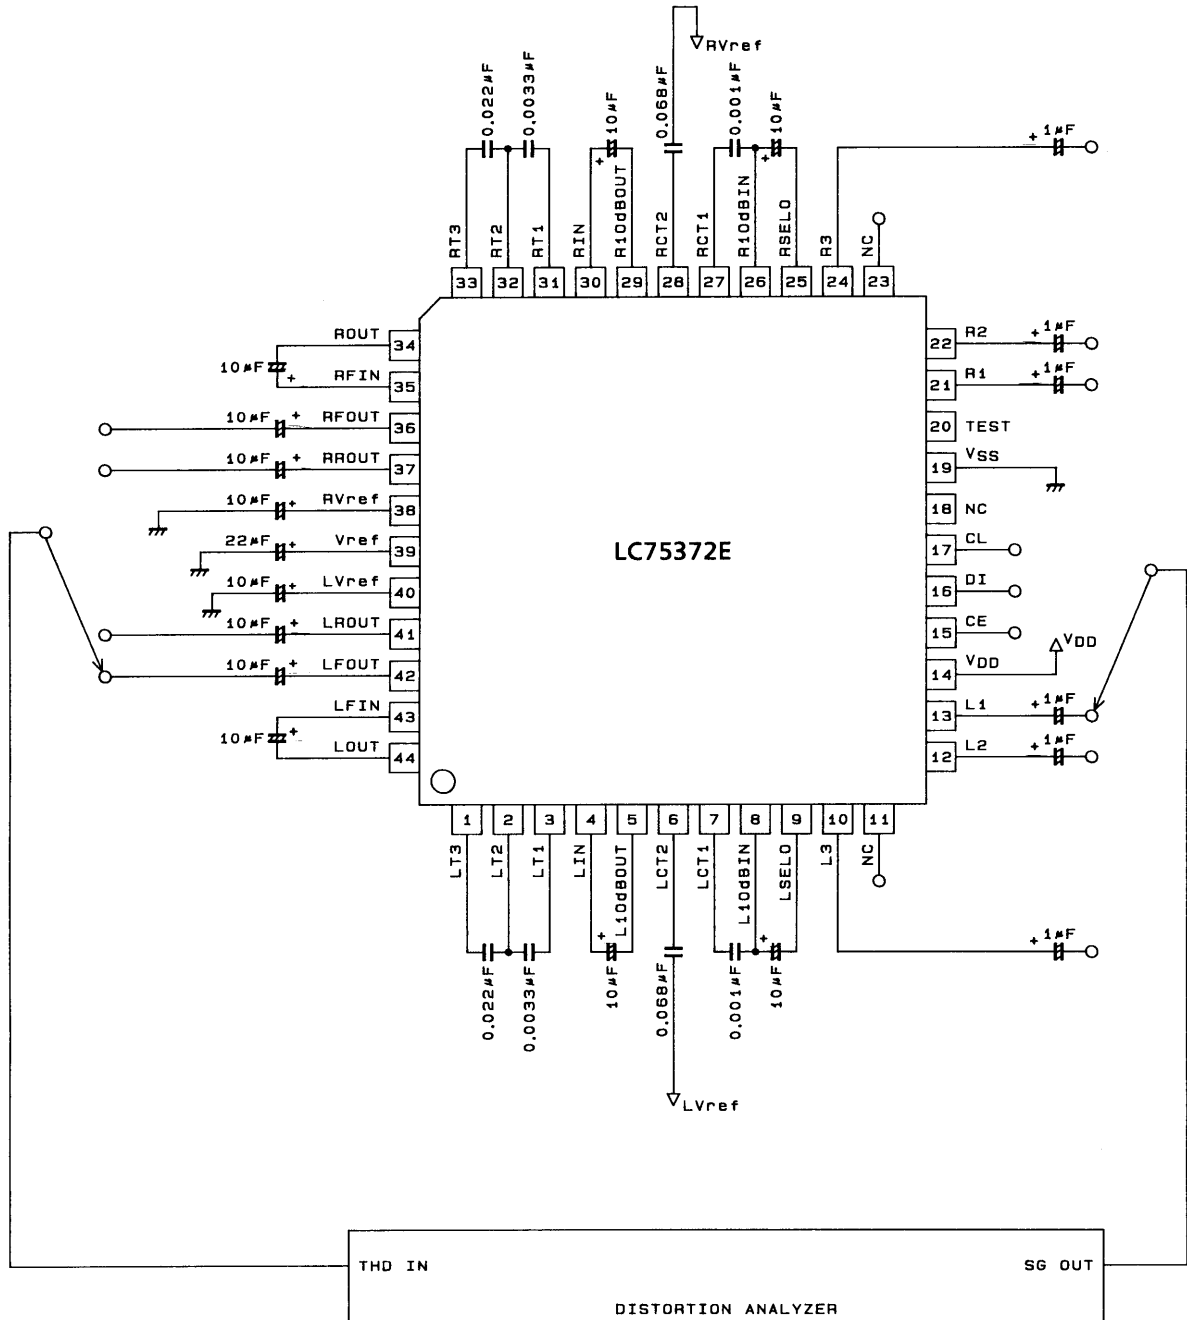 RVref
0.022µF
0.0033µF
10µF
0.068µF
0.001µF
10µF
+ 1µF
+
+
RT3
RT2
RT1
RIN
R10dBOUT
RCT2
RCT1
R10dBIN
RSELO
R3
NC
33
32
31
30
29
28
27
26
25
24
23
ROUT
34
22
R2
+ 1µF
10µF
+
RFIN
35
21
R1
+ 1µF
10µF
+
RFOUT
36
20
TEST
10µF
+
RROUT
37
19
VSS
10µF
+
RVref
38
18
NC
22µF
+
Vref
39
LC75372E
17
CL
10µF
+
LVref
40
16
DI
10µF
+
LROUT
41
15
CE
10µF
+
LFOUT
42
14
VDD
VDD
LFIN
43
13
L1
+ 1µF
10µF
+
LOUT
44
12
L2
+ 1µF
1
2
3
4
5
6
7
8
9
10
11
LT3
LT2
LT1
LIN
L10dBOUT
LCT2
LCT1
L10dBIN
LSELO
L3
NC
+
+
+ 1µF
0.022µF
0.0033µF
10µF
0.068µF
0.001µF
10µF
LVref
THD IN
SG OUT
DISTORTION ANALYZER